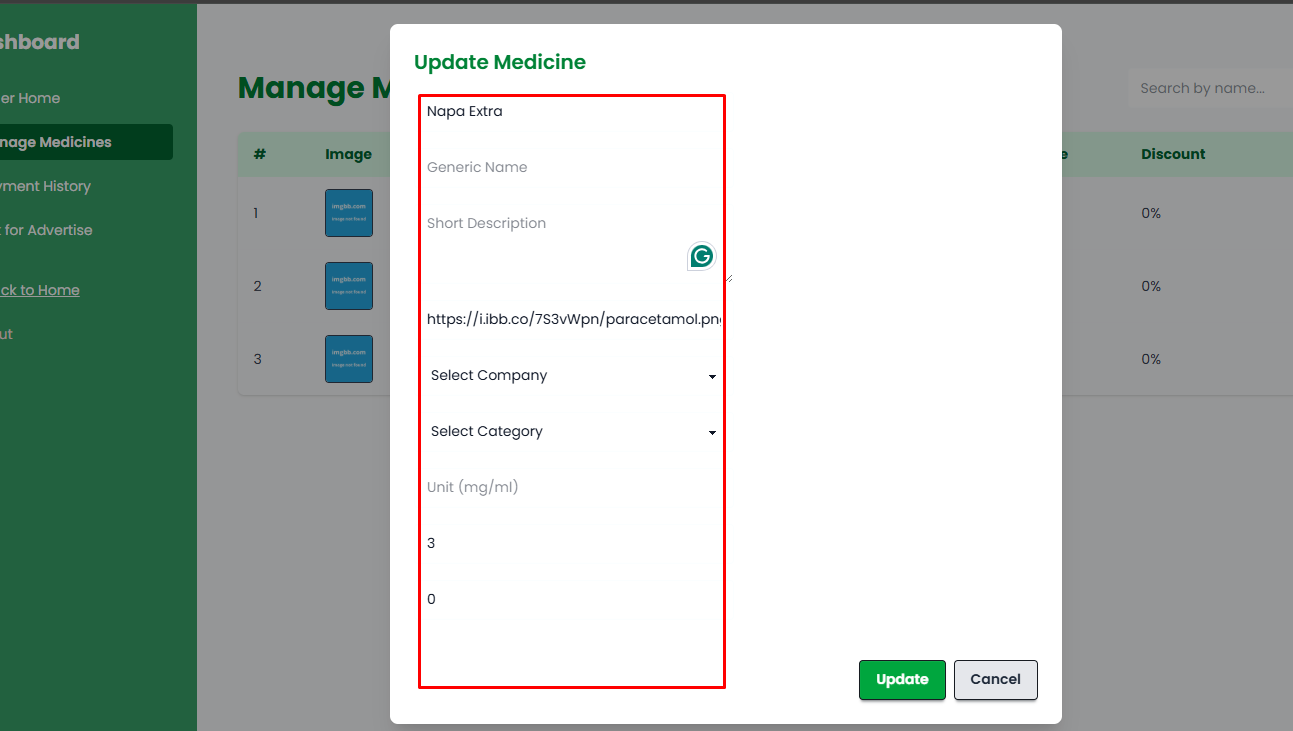 shboard
er Home
nage Medicines
ment History
for Advertise
ck to Home
ut
Manage M
Search by name...
# Image e Discount
1 imgbb.com image not found 0%
2 imgbb.com image not found 0%
3 imgbb.com image not found 0%
Update Medicine
Napa Extra
Generic Name
Short Description
https://i.ibb.co/7S3vWpn/paracetamol.pn
Select Company
Select Category
Unit (mg/ml)
3
0
Update Cancel